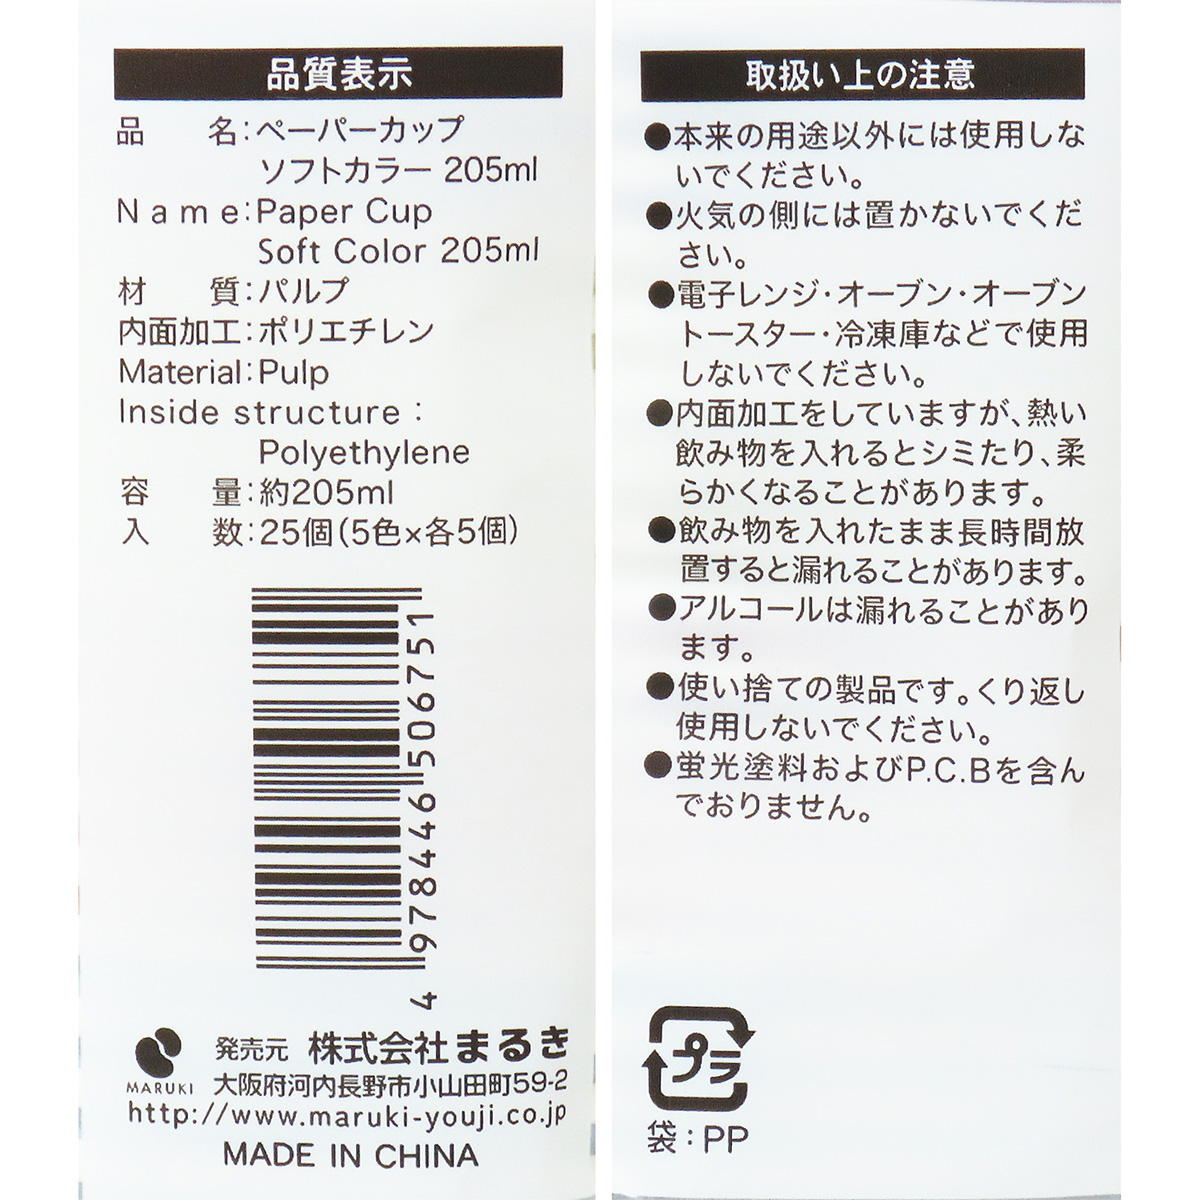 品質表示
品　　名:ペーパーカップ
ソフトカラー 205ml
Name:Paper Cup
Soft Color 205ml
材　　質:パルプ
内面加工:ポリエチレン
Material:Pulp
Inside structure :
Polyethylene
容　　量:約205ml
入　　数:25個(5色×各5個)
4 978446 506751
MARUKI
発売元 株式会社まるき
大阪府河内長野市小山田町59-2
http://www.maruki-youji.co.jp
MADE IN CHINA
取扱い上の注意
●本来の用途以外には使用しな
いでください。
●火気の側には置かないでくだ
さい。
●電子レンジ・オーブン・オーブン
トースター・冷凍庫などで使用
しないでください。
●内面加工をしていますが、熱い
飲み物を入れるとシミたり、柔
らかくなることがあります。
●飲み物を入れたまま長時間放
置すると漏れることがあります。
●アルコールは漏れることがあり
ます。
●使い捨ての製品です。くり返し
使用しないでください。
●蛍光塗料およびP.C.Bを含ん
でおりません。
プラ
袋:PP